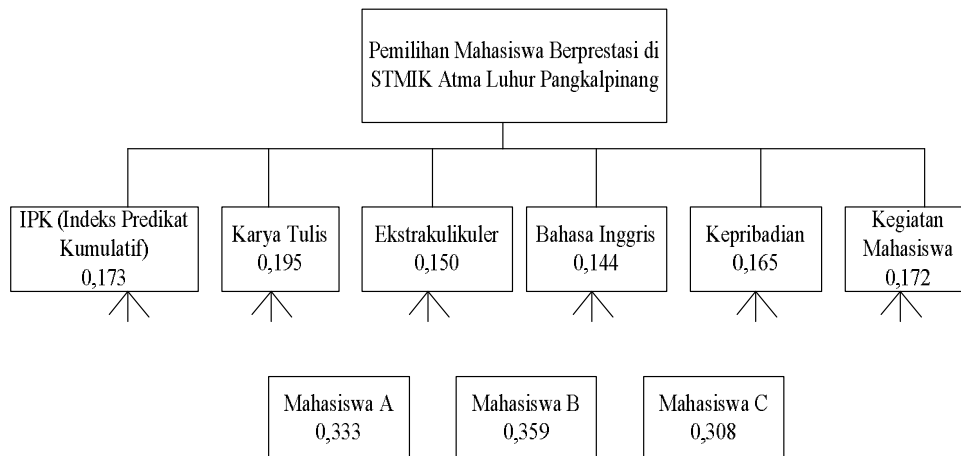 Pemilihan Mahasiswa Berprestasi di
STMIK Atma Luhur Pangkalpinang
IPK (Indeks Predikat
Kumulatif)
0,173
Karya Tulis
0,195
Ekstrakulikuler
0,150
Bahasa Inggris
0,144
Kepribadian
0,165
Kegiatan
Mahasiswa
0,172
Mahasiswa A
0,333
Mahasiswa B
0,359
Mahasiswa C
0,308